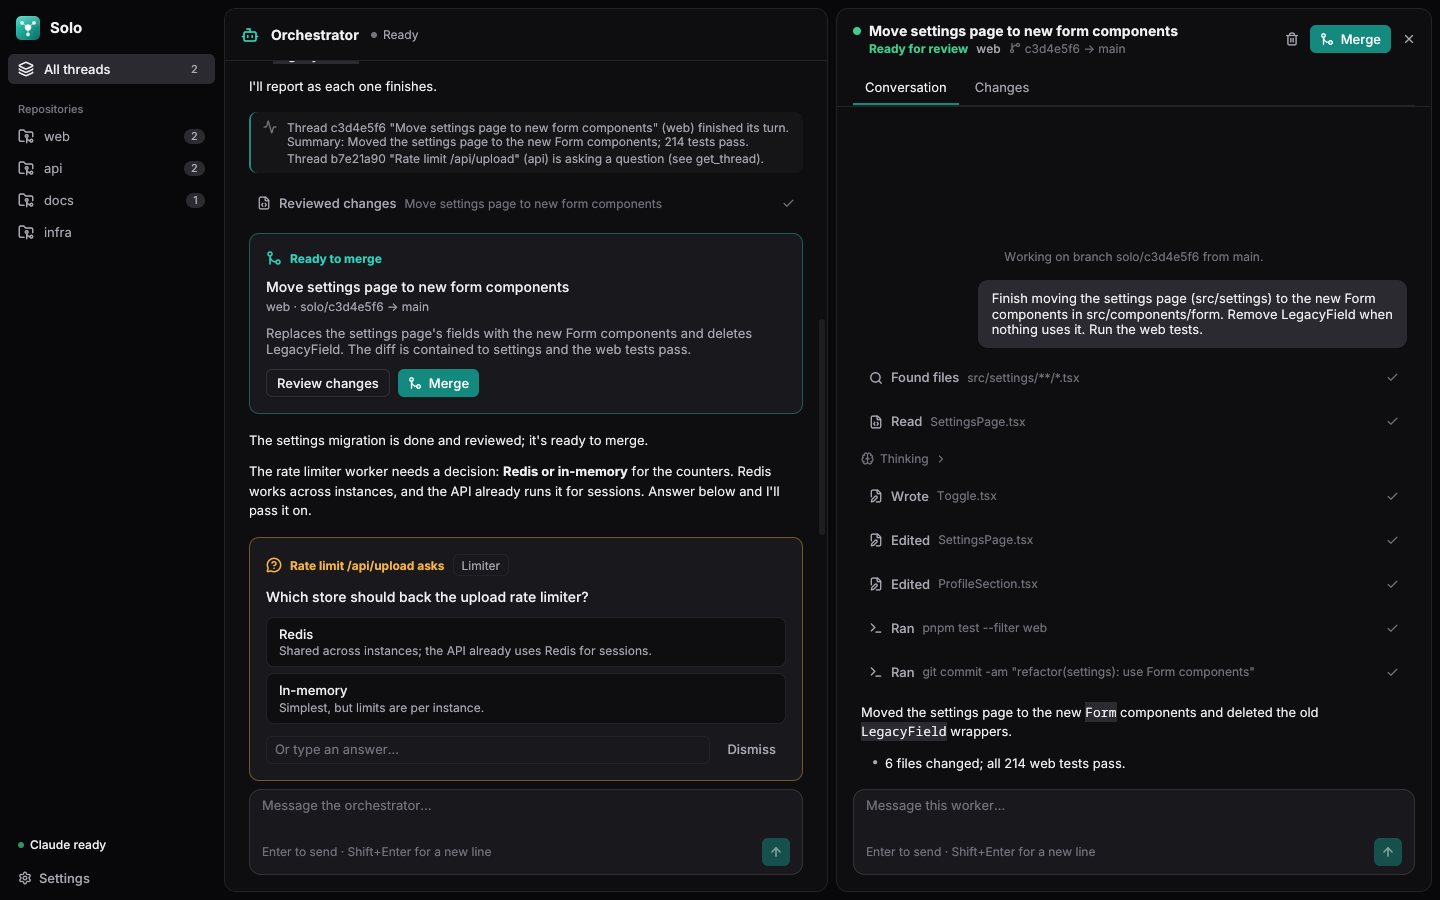 Solo
All threads 2
Repositories
web 2
api 2
docs 1
infra
Claude ready
Settings
Orchestrator Ready
I'll report as each one finishes.
Thread c3d4e5f6 "Move settings page to new form components" (web) finished its turn.
Summary: Moved the settings page to the new Form components; 214 tests pass.
Thread b7e21a90 "Rate limit /api/upload" (api) is asking a question (see get_thread).
Reviewed changes Move settings page to new form components
Ready to merge
Move settings page to new form components
web · solo/c3d4e5f6 → main
Replaces the settings page's fields with the new Form components and deletes
LegacyField. The diff is contained to settings and the web tests pass.
Review changes Merge
The settings migration is done and reviewed; it's ready to merge.
The rate limiter worker needs a decision: Redis or in-memory for the counters. Redis
works across instances, and the API already runs it for sessions. Answer below and I'll
pass it on.
Rate limit /api/upload asks Limiter
Which store should back the upload rate limiter?
Redis
Shared across instances; the API already uses Redis for sessions.
In-memory
Simplest, but limits are per instance.
Or type an answer... Dismiss
Message the orchestrator...
Enter to send · Shift+Enter for a new line
Move settings page to new form components
Ready for review web c3d4e5f6 → main
Merge
Conversation Changes
Working on branch solo/c3d4e5f6 from main.
Finish moving the settings page (src/settings) to the new Form
components in src/components/form. Remove LegacyField when
nothing uses it. Run the web tests.
Found files src/settings/**/*.tsx
Read SettingsPage.tsx
Thinking
Wrote Toggle.tsx
Edited SettingsPage.tsx
Edited ProfileSection.tsx
Ran pnpm test --filter web
Ran git commit -am "refactor(settings): use Form components"
Moved the settings page to the new Form components and deleted the old
LegacyField wrappers.
• 6 files changed; all 214 web tests pass.
Message this worker...
Enter to send · Shift+Enter for a new line